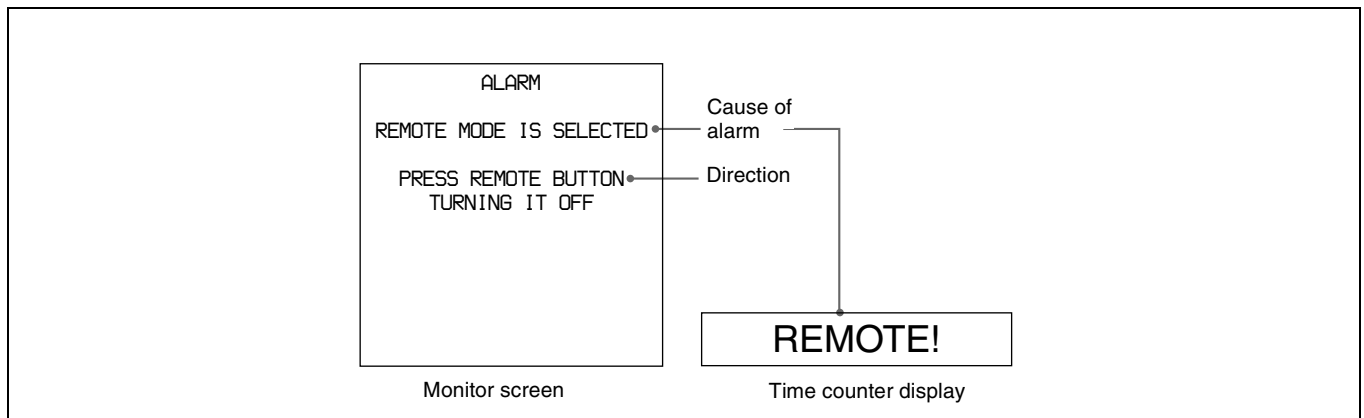 ALARM
REMOTE MODE IS SELECTED
PRESS REMOTE BUTTON
TURNING IT OFF
Cause of
alarm
Direction
REMOTE!
Monitor screen
Time counter display